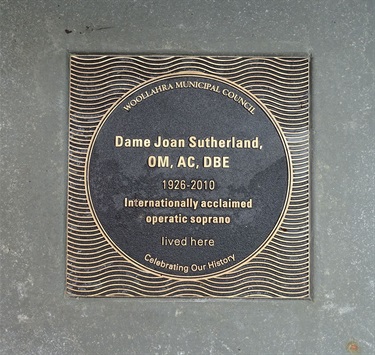 WOOLLAHRA MUNICIPAL COUNCIL
Dame Joan Sutherland,
OM, AC, DBE
1926-2010
Internationally acclaimed
operatic soprano
lived here
Celebrating Our History